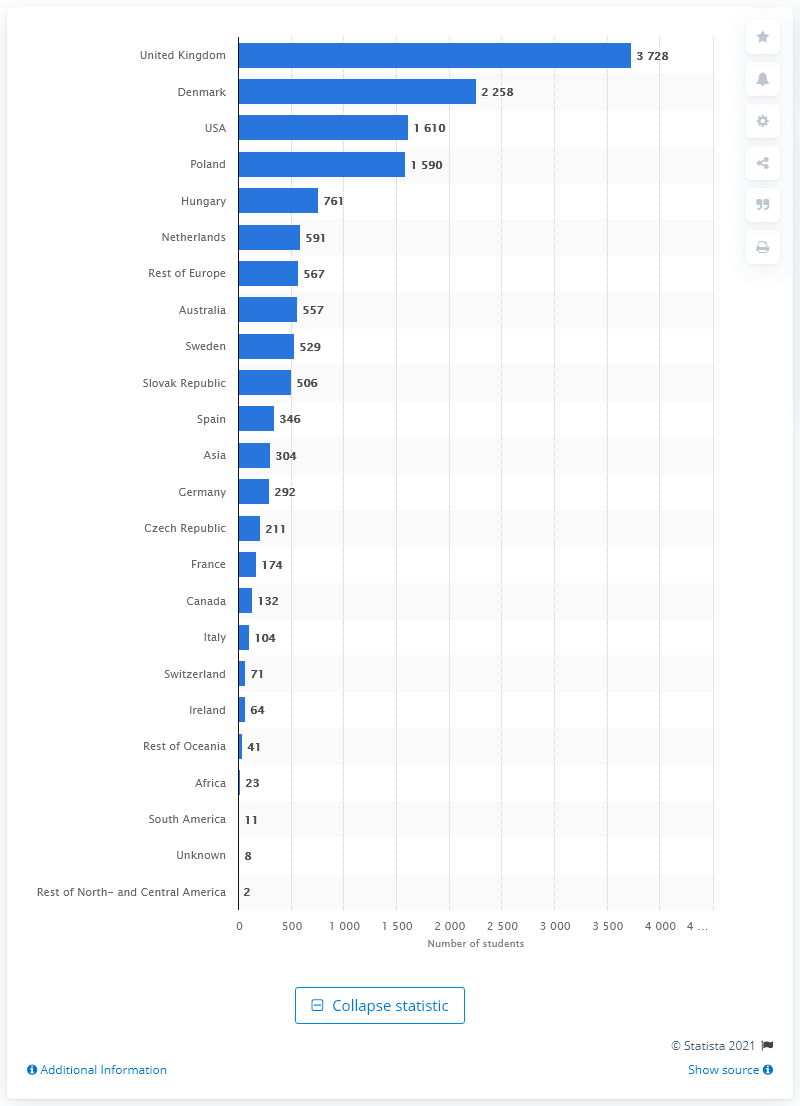 United Kingdom 3 728
Denmark 2 258
USA 1 610
Poland 1 590
Hungary 761
Netherlands 591
Rest of Europe 567
Australia 557
Sweden 529
Slovak Republic 506
Spain 346
Asia 304
Germany 292
Czech Republic 211
France 174
Canada 132
Italy 104
Switzerland 71
Ireland 64
Rest of Oceania 41
Africa 23
South America 11
Unknown 8
Rest of North- and Central America 2
0 500 1 000 1 500 2 000 2 500 3 000 3 500 4 000 4 ...
Number of students
Collapse statistic
© Statista 2021
Additional Information Show source